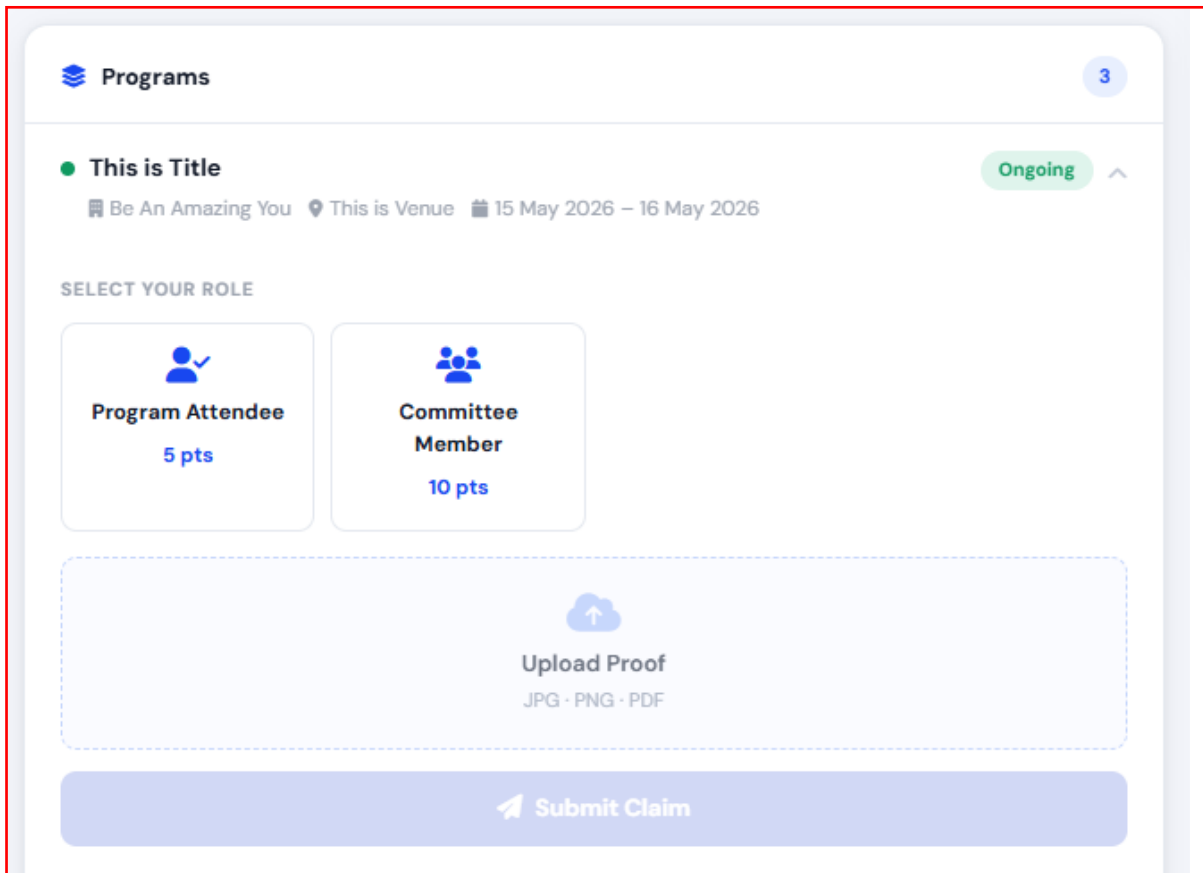 Programs
3
This is Title
Ongoing
Be An Amazing You This is Venue 15 May 2026 – 16 May 2026
SELECT YOUR ROLE
Program Attendee
5 pts
Committee
Member
10 pts
Upload Proof
JPG · PNG · PDF
Submit Claim